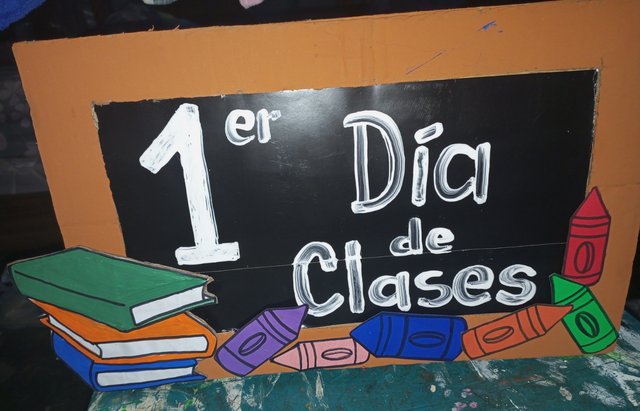 1er Día
de
Clases